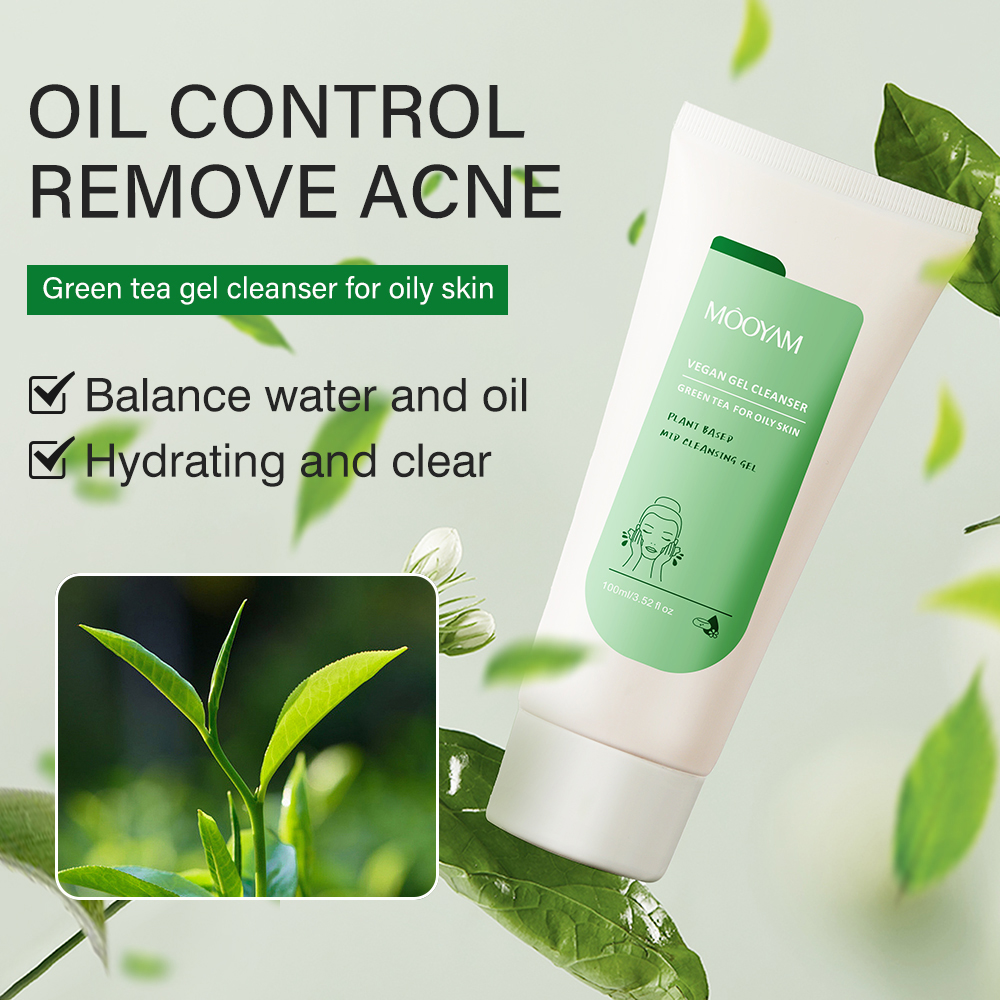 OIL CONTROL
REMOVE ACNE
Green tea gel cleanser for oily skin
Balance water and oil
Hydrating and clear
MOOYAM
VEGAN GEL CLEANSER
GREEN TEA FOR OILY SKIN
PLANT BASED
MIP CLEANSING GEL
100ml/3.52 fl oz